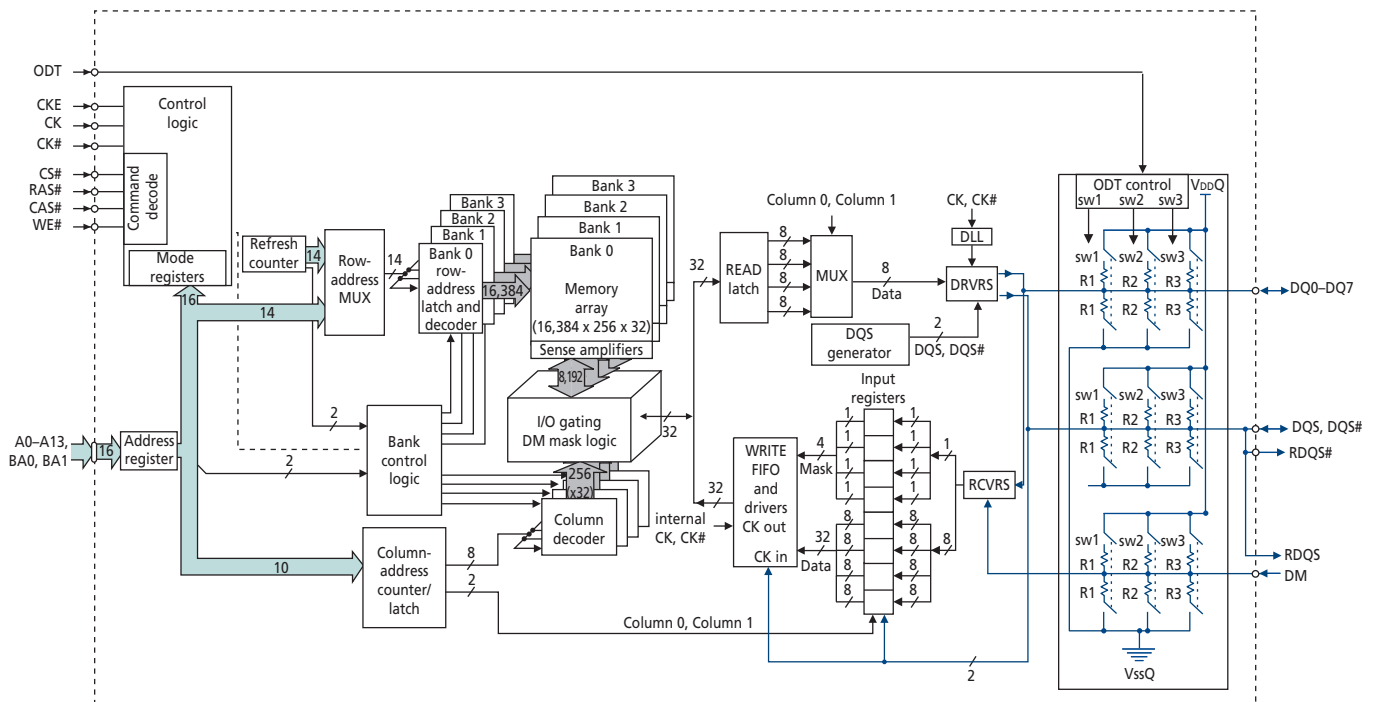 ODT
CKE
CK
CK#
CS#
RAS#
CAS#
WE#
Control
logic
Command
decode
Mode
registers
Refresh
counter
14
Row-
address
MUX
14
16
14
A0–A13,
BA0, BA1
16
Address
register
2
2
10
Bank 3
Bank 2
Bank 1
Bank 0
row-
address
latch and
decoder
16,384
Bank 3
Bank 2
Bank 1
Bank 0
Memory
array
(16,384 x 256 x 32)
Sense amplifiers
8,192
I/O gating
DM mask logic
32
Bank
control
logic
256
(x32)
Column
decoder
Column-
address
counter/
latch
8
2
Column 0, Column 1
32
READ
latch
8
8
8
8
Column 0, Column 1
MUX
8
Data
CK, CK#
DLL
DRVRS
DQS
generator
2
DQS, DQS#
Input
registers
32
internal
CK, CK#
WRITE
FIFO
and
drivers
CK out
CK in
4
Mask
32
Data
1
1
1
1
8
8
8
8
1
1
1
1
8
8
8
8
1
8
RCVRS
2
ODT control
sw1
sw2
sw3
VDDQ
sw1
sw2
sw3
R1
R2
R3
R1
R2
R3
sw1
sw2
sw3
R1
R2
R3
R1
R2
R3
sw1
sw2
sw3
R1
R2
R3
R1
R2
R3
VssQ
DQ0–DQ7
DQS, DQS#
RDQS#
RDQS
DM